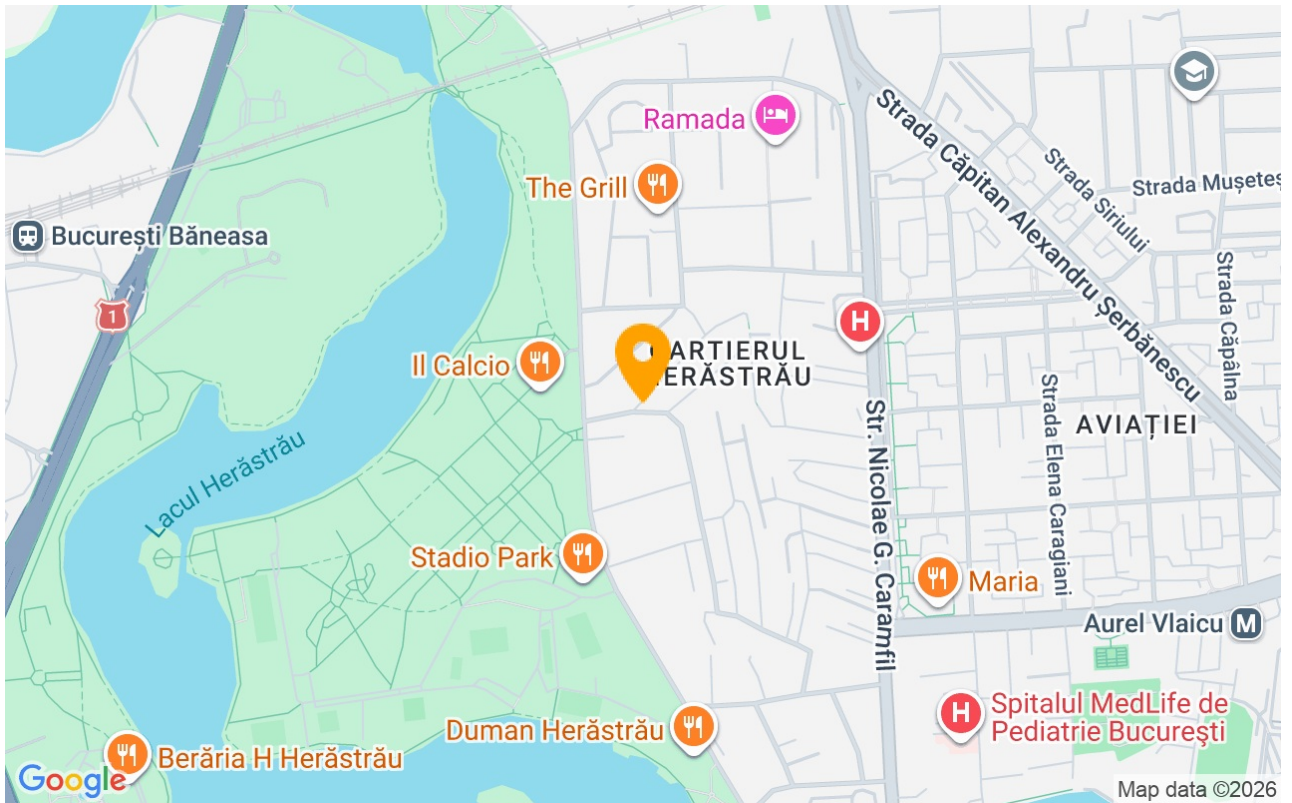 Ramada
The Grill
Strada Căpitan Alexandru Șerbănescu
Strada Siriului
Strada Mușeteș
București Băneasa
Strada Căpâlna
1
H
CARTIERUL
HERĂSTRĂU
Il Calcio
Str. Nicolae G. Caramfil
Strada Elena Caragiani
AVIAȚIEI
Lacul Herăstrău
Stadio Park
Maria
Aurel Vlaicu M
H
Spitalul MedLife de
Pediatrie Bucureşti
Duman Herăstrău
Berăria H Herăstrău
Google
Map data ©2026